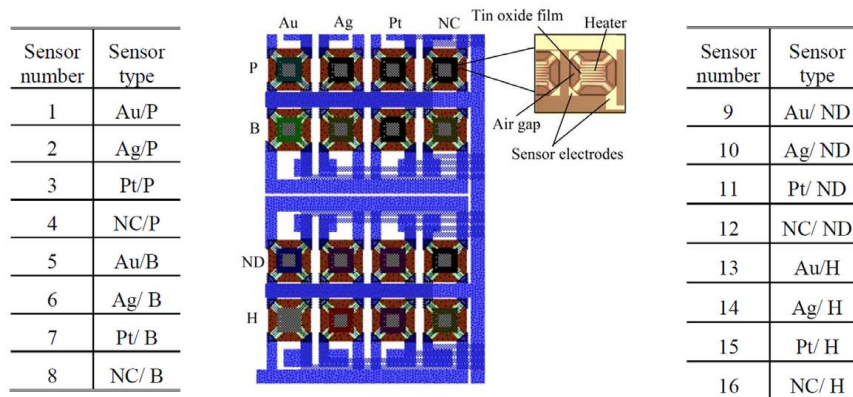 Sensor number Sensor type
1 Au/P
2 Ag/P
3 Pt/P
4 NC/P
5 Au/B
6 Ag/ B
7 Pt/ B
8 NC/ B
Au Ag Pt NC
P
B
ND
H
Tin oxide film
Heater
Air gap
Sensor electrodes
Sensor number Sensor type
9 Au/ ND
10 Ag/ ND
11 Pt/ ND
12 NC/ ND
13 Au/H
14 Ag/ H
15 Pt/ H
16 NC/ H